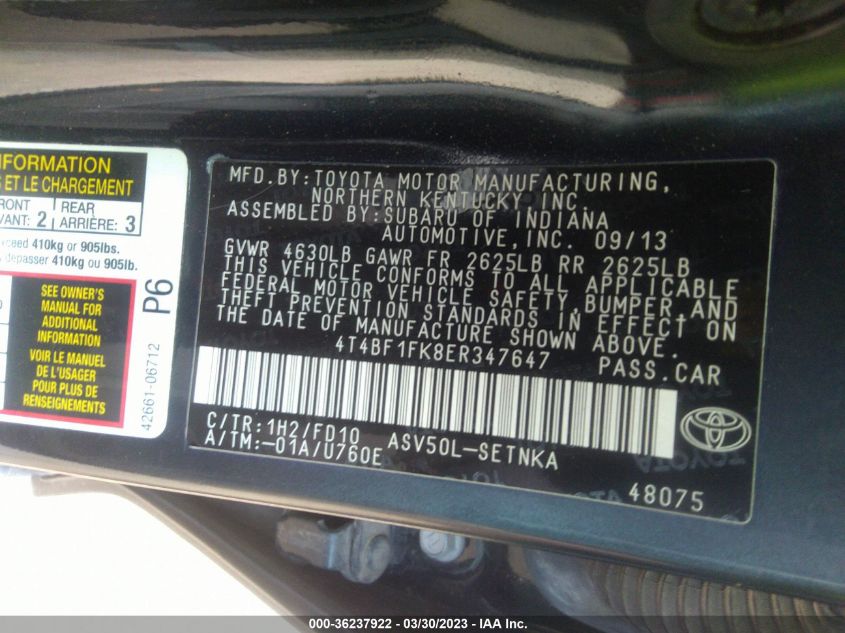 INFORMATION
S ET LE CHARGEMENT
FRONT
VANT: 2
REAR
ARRIÈRE: 3
exceed 410kg or 905lbs.
dépasser 410kg ou 905lb.
SEE OWNER'S
MANUAL FOR
ADDITIONAL
INFORMATION
VOIR LE MANUEL
DE L'USAGER
POUR PLUS DE
RENSEIGNEMENTS
P6
42661-06712
MFD.BY:TOYOTA MOTOR MANUFACTURING,
NORTHERN KENTUCKY INC.
ASSEMBLED BY:SUBARU OF INDIANA
AUTOMOTIVE,INC. 09/13
GVWR 4630LB GAWR FR 2625LB RR 2625LB
THIS VEHICLE CONFORMS TO ALL APPLICABLE
FEDERAL MOTOR VEHICLE SAFETY,BUMPER,AND
THEFT PREVENTION STANDARDS IN EFFECT ON
THE DATE OF MANUFACTURE SHOWN ABOVE.
4T4BF1FK8ER347647 PASS.CAR
C/TR:1H2/FD10 ASV50L-SETNKA
A/TM:-01A/U760E
TOYOTA
48075
000-36237922 - 03/30/2023 - IAA Inc.